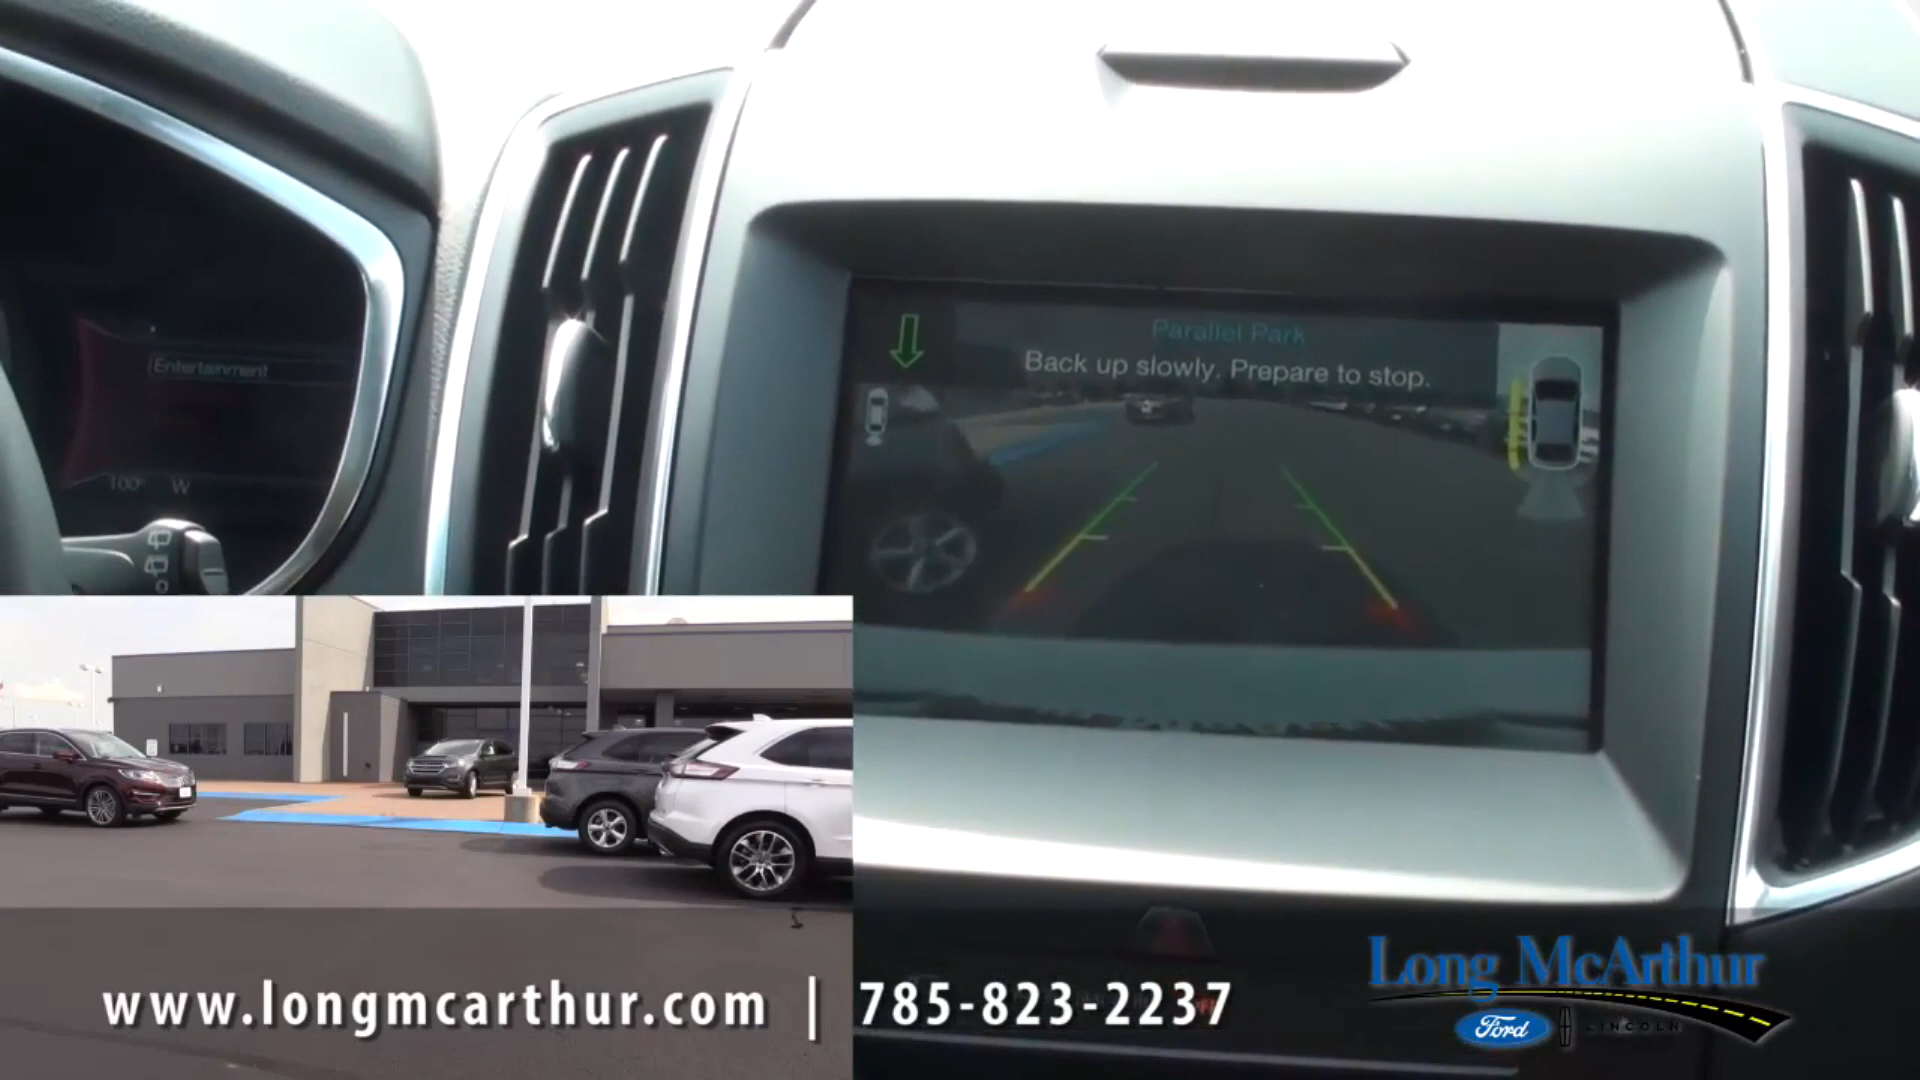 Parallel Park
Back up slowly. Prepare to stop.
Entertainment
100° W
www.longmcarthur.com | 785-823-2237
Long McArthur
Ford LINCOLN